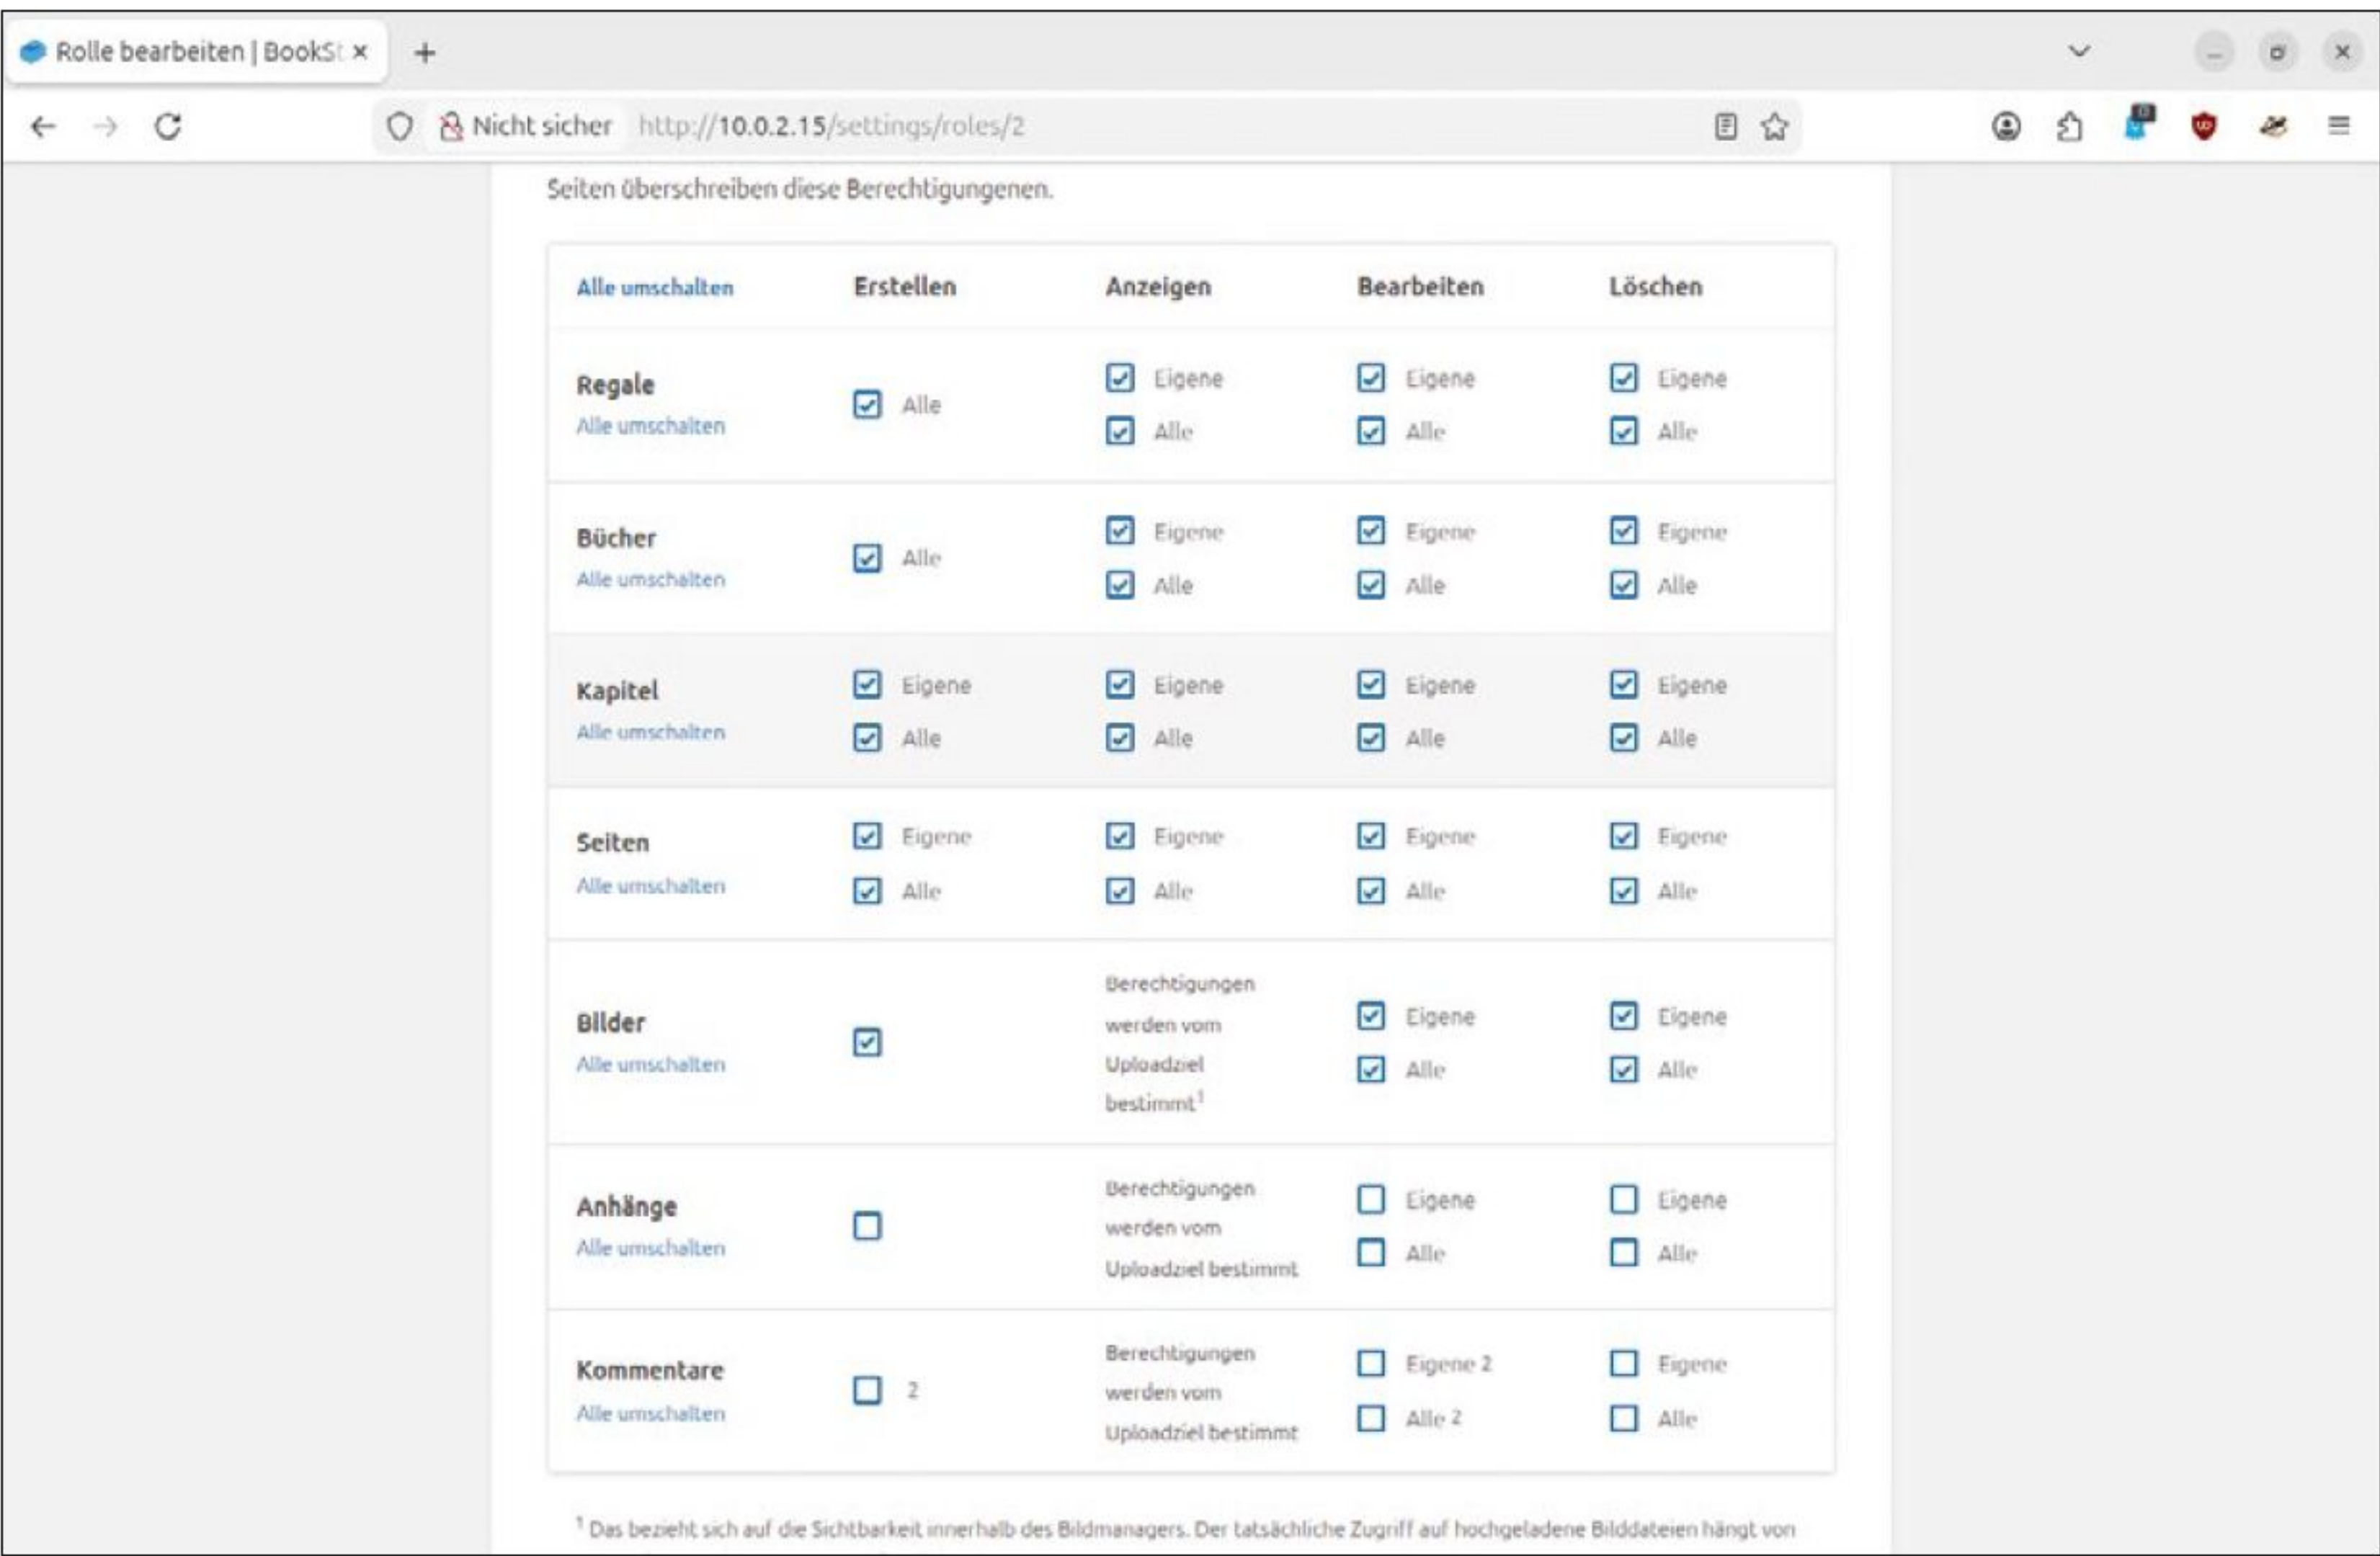 Rolle bearbeiten | BookSt
Nicht sicher http://10.0.2.15/settings/roles/2
Seiten überschreiben diese Berechtigungenen.
Alle umschalten Erstellen Anzeigen Bearbeiten Löschen
Regale
Alle umschalten
Alle
Eigene Eigene Eigene
Alle Alle Alle
Bücher
Alle umschalten
Alle
Eigene Eigene Eigene
Alle Alle Alle
Kapitel
Alle umschalten
Eigene Eigene Eigene Eigene
Alle Alle Alle Alle
Seiten
Alle umschalten
Eigene Eigene Eigene Eigene
Alle Alle Alle Alle
Bilder
Alle umschalten
Berechtigungen
werden vom
Uploadziel
bestimmt¹
Eigene Eigene
Alle Alle
Anhänge
Alle umschalten
Berechtigungen
werden vom
Uploadziel bestimmt
Eigene Eigene
Alle Alle
Kommentare
Alle umschalten
2
Berechtigungen
werden vom
Uploadziel bestimmt
Eigene 2 Eigene
Alle 2 Alle
¹ Das bezieht sich auf die Sichtbarkeit innerhalb des Bildmanagers. Der tatsächliche Zugriff auf hochgeladene Bilddateien hängt von